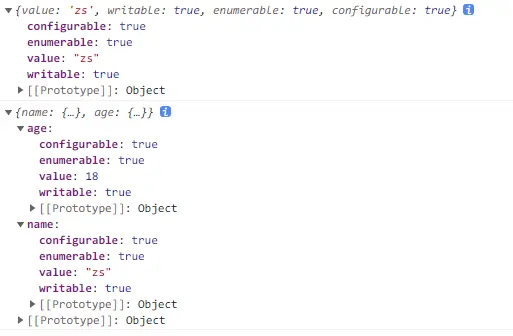 {value: 'zs', writable: true, enumerable: true, configurable: true} i
configurable: true
enumerable: true
value: "zs"
writable: true
[[Prototype]]: Object
{name: {…}, age: {…}} i
age:
configurable: true
enumerable: true
value: 18
writable: true
[[Prototype]]: Object
name:
configurable: true
enumerable: true
value: "zs"
writable: true
[[Prototype]]: Object
[[Prototype]]: Object